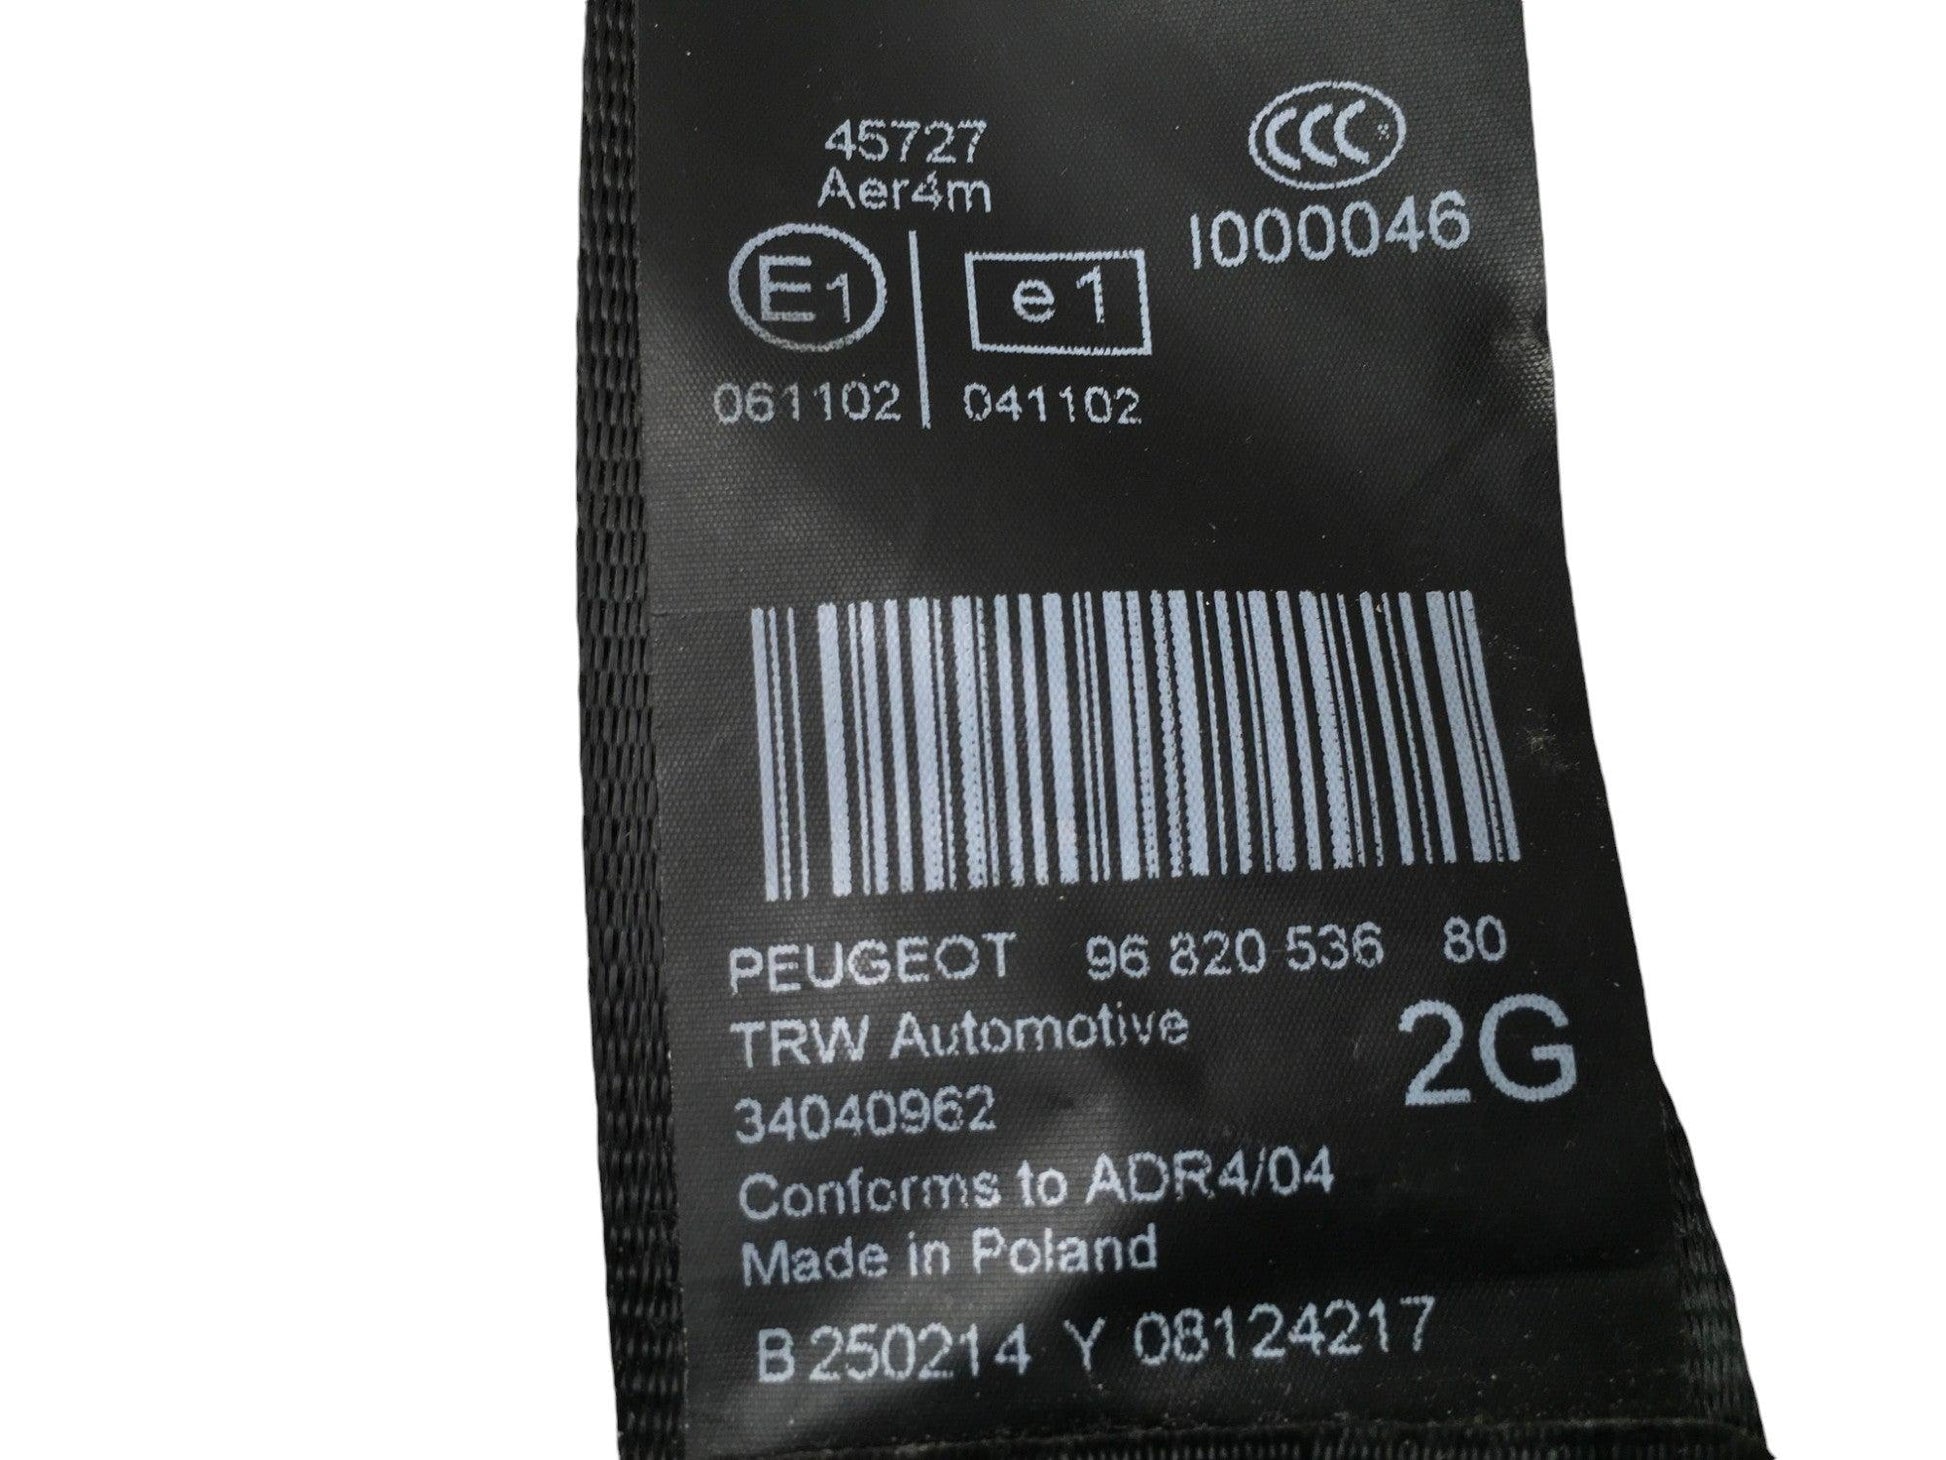 45727
Aer4m
E1 e1
061102 041102
CCC
I000046
PEUGEOT 96 820 536 80
TRW Automotive
2G
34040962
Conforms to ADR4/04
Made in Poland
B 250214 Y 08124217